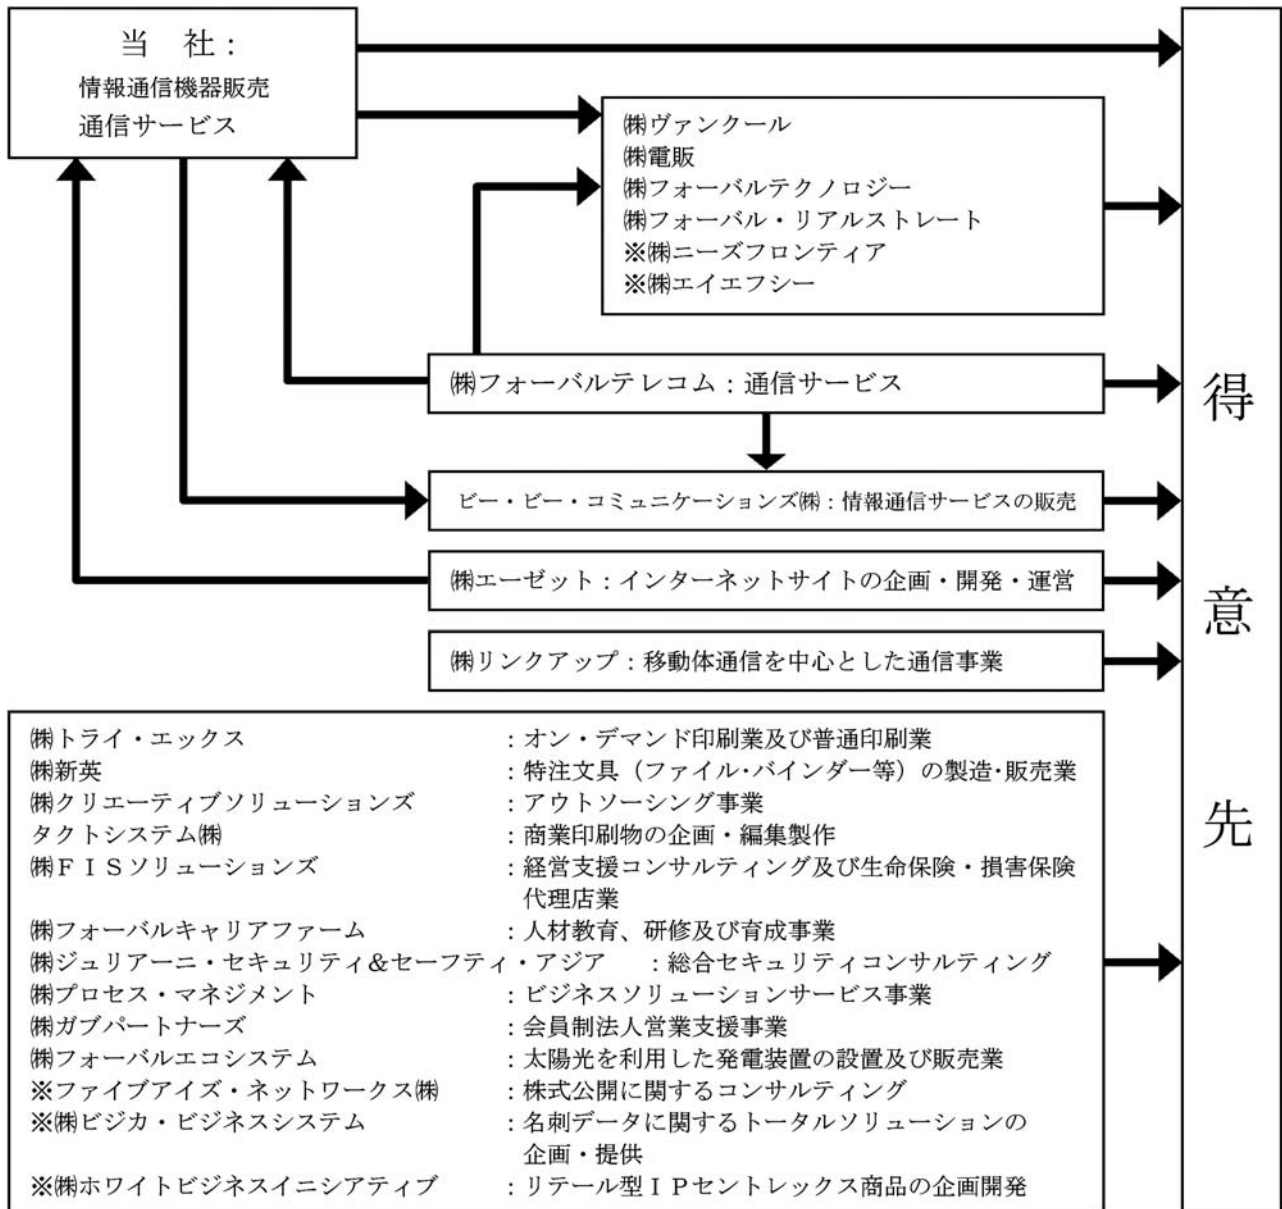 当　社：
情報通信機器販売
通信サービス
㈱ヴァンクール
㈱電販
㈱フォーバルテクノロジー
㈱フォーバル・リアルストレート
※㈱ニーズフロンティア
※㈱エイエフシー
㈱フォーバルテレコム：通信サービス
ビー・ビー・コミュニケーションズ㈱：情報通信サービスの販売
㈱エーゼット：インターネットサイトの企画・開発・運営
㈱リンクアップ：移動体通信を中心とした通信事業
㈱トライ・エックス　：オン・デマンド印刷業及び普通印刷業
㈱新英　：特注文具（ファイル・バインダー等）の製造・販売業
㈱クリエーティブソリューションズ　：アウトソーシング事業
タクトシステム㈱　：商業印刷物の企画・編集製作
㈱ＦＩＳソリューションズ　：経営支援コンサルティング及び生命保険・損害保険
代理店業
㈱フォーバルキャリアファーム　：人材教育、研修及び育成事業
㈱ジュリアーニ・セキュリティ&セーフティ・アジア　：総合セキュリティコンサルティング
㈱プロセス・マネジメント　：ビジネスソリューションサービス事業
㈱ガブパートナーズ　：会員制法人営業支援事業
㈱フォーバルエコシステム　：太陽光を利用した発電装置の設置及び販売業
※ファイブアイズ・ネットワークス㈱　：株式公開に関するコンサルティング
※㈱ビジカ・ビジネスシステム　：名刺データに関するトータルソリューションの
企画・提供
※㈱ホワイトビジネスイニシアティブ　：リテール型ＩＰセントレックス商品の企画開発
得意先